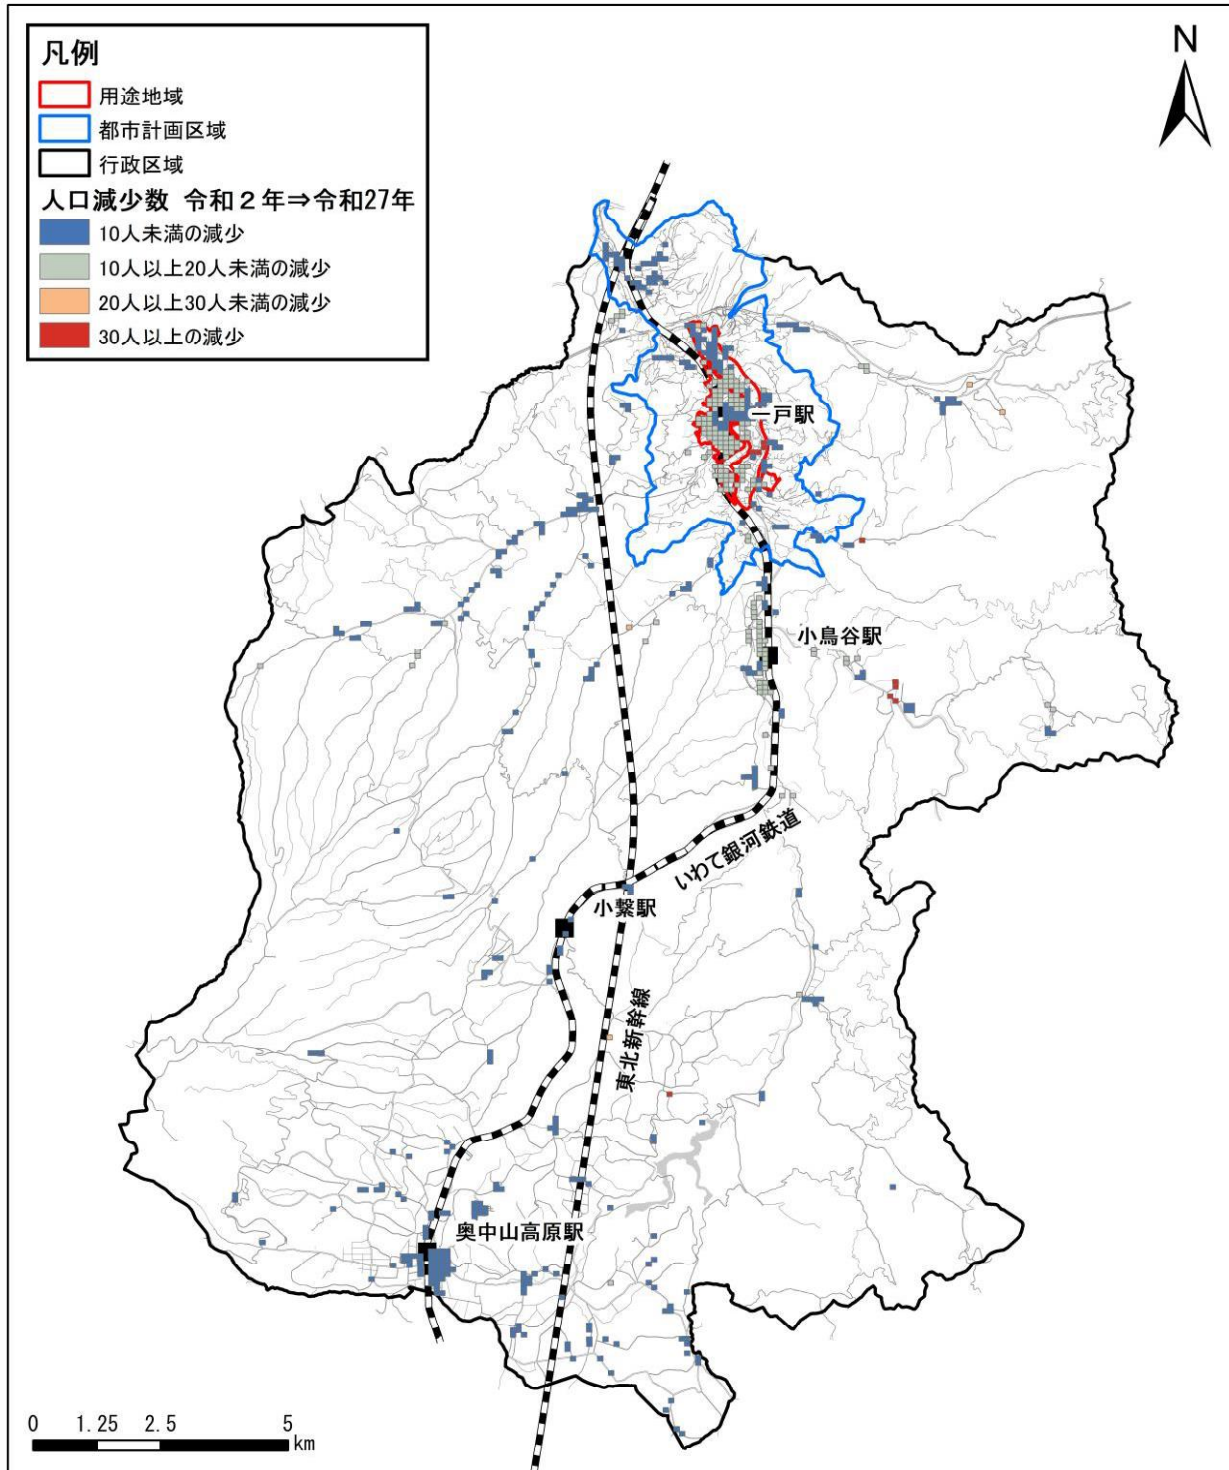 凡例
用途地域
都市計画区域
行政区域
人口減少数 令和2年⇒令和27年
10人未満の減少
10人以上20人未満の減少
20人以上30人未満の減少
30人以上の減少
N
一戸駅
小鳥谷駅
いわて銀河鉄道
小繋駅
東北新幹線
奥中山高原駅
0 1.25 2.5 5
km